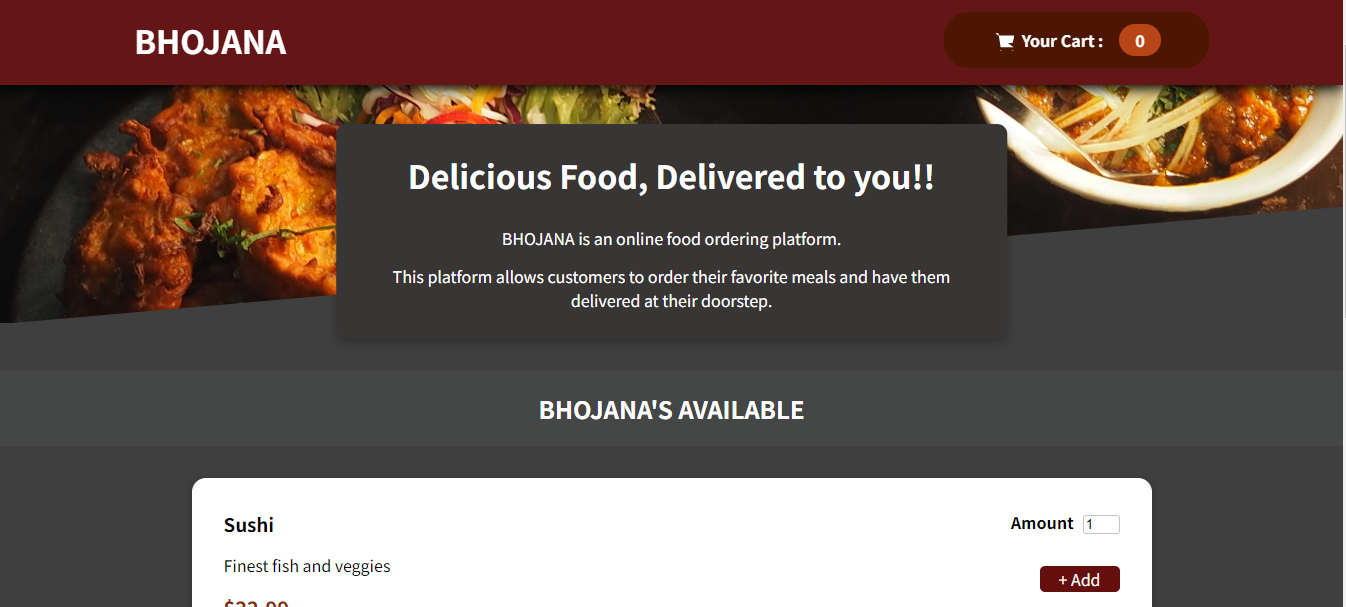 BHOJANA
Your Cart :
0
Delicious Food, Delivered to you!!
BHOJANA is an online food ordering platform.
This platform allows customers to order their favorite meals and have them
delivered at their doorstep.
BHOJANA'S AVAILABLE
Sushi
Amount 1
Finest fish and veggies
+ Add